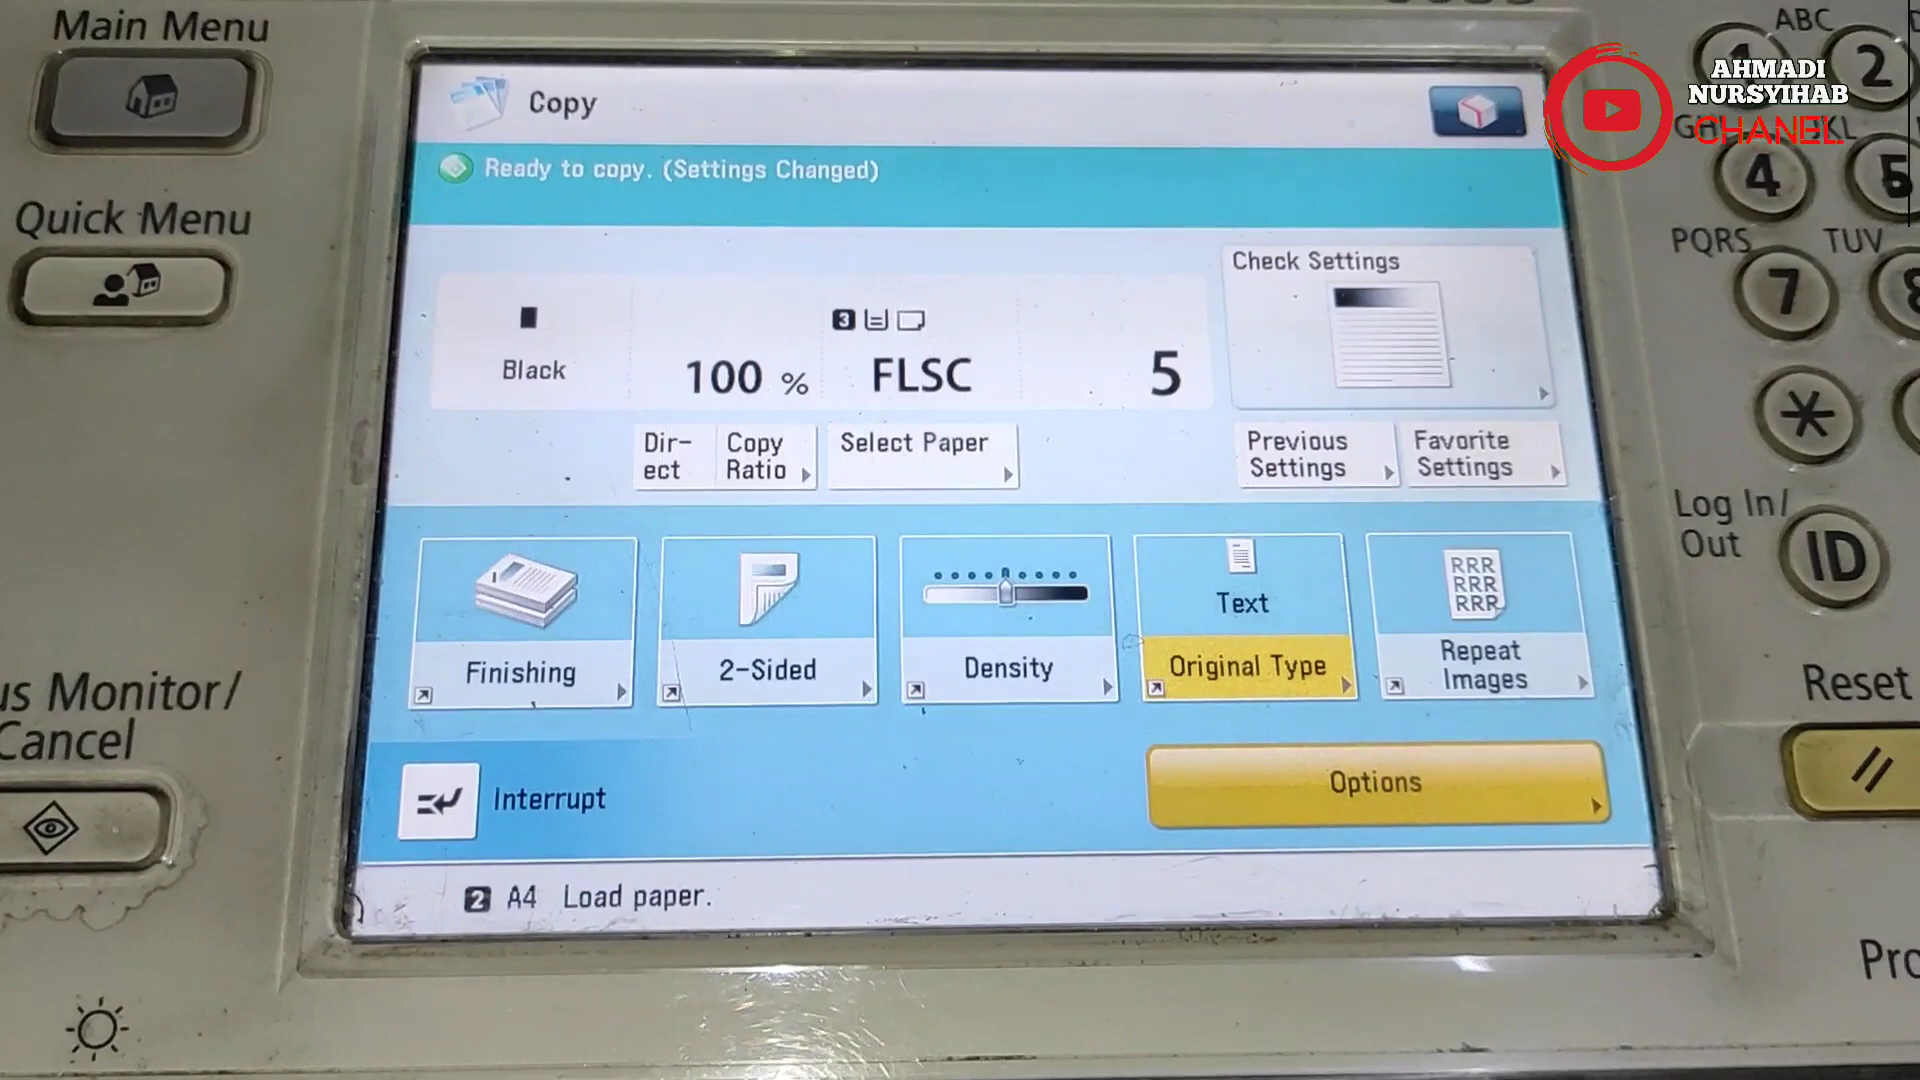 Main Menu
Quick Menu
us Monitor/
Cancel
Copy
Ready to copy. (Settings Changed)
Black
100 %
3
FLSC
5
Check Settings
Dir-
ect
Copy
Ratio
Select Paper
Previous
Settings
Favorite
Settings
Finishing
2-Sided
Density
Text
Original Type
RRR
RRR
RRR
Repeat
Images
Interrupt
Options
2 A4 Load paper.
AHMADI
NURSYIHAB
CHANEL
ABC
1
2
4
5
PQRS
TUV
7
8
Log In/
Out
ID
Reset